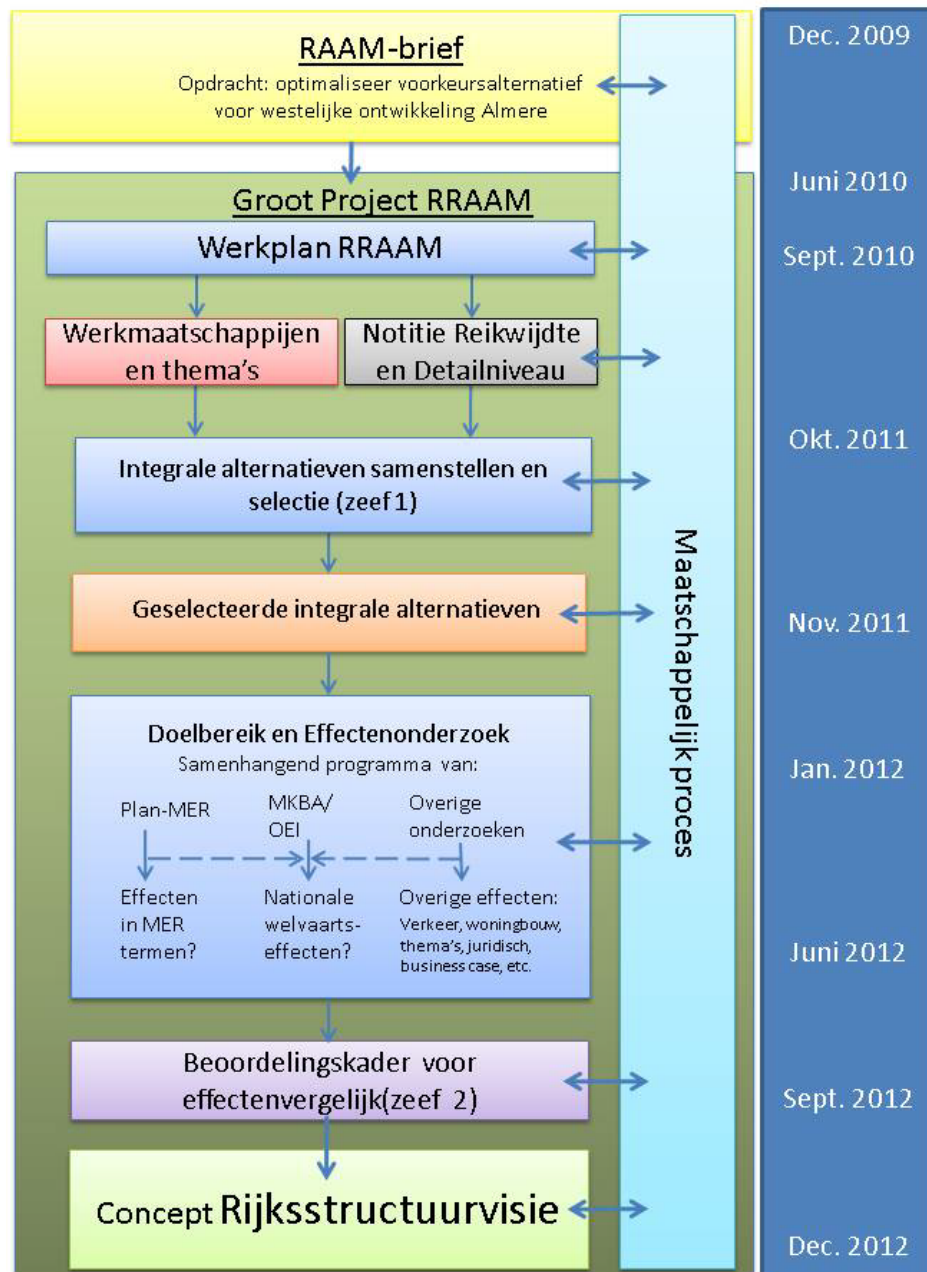 RAAM-brief
Opdracht: optimaliseer voorkeursalternatief
voor westelijke ontwikkeling Almere
Groot Project RRAAM
Werkplan RRAAM
Werkmaatschappijen
en thema's
Notitie Reikwijdte
en Detailniveau
Integrale alternatieven samenstellen en
selectie (zeef 1)
Geselecteerde integrale alternatieven
Doelbereik en Effectenonderzoek
Samenhangend programma van:
Plan-MER
MKBA/
OEI
Overige
onderzoeken
Effecten
in MER
termen?
Nationale
welvaarts-
effecten?
Overige effecten:
Verkeer, woningbouw,
thema's, juridisch,
business case, etc.
Beoordelingskader voor
effectenvergelijk(zeef 2)
Concept Rijksstructuurvisie
Maatschappelijk proces
Dec. 2009
Juni 2010
Sept. 2010
Okt. 2011
Nov. 2011
Jan. 2012
Juni 2012
Sept. 2012
Dec. 2012